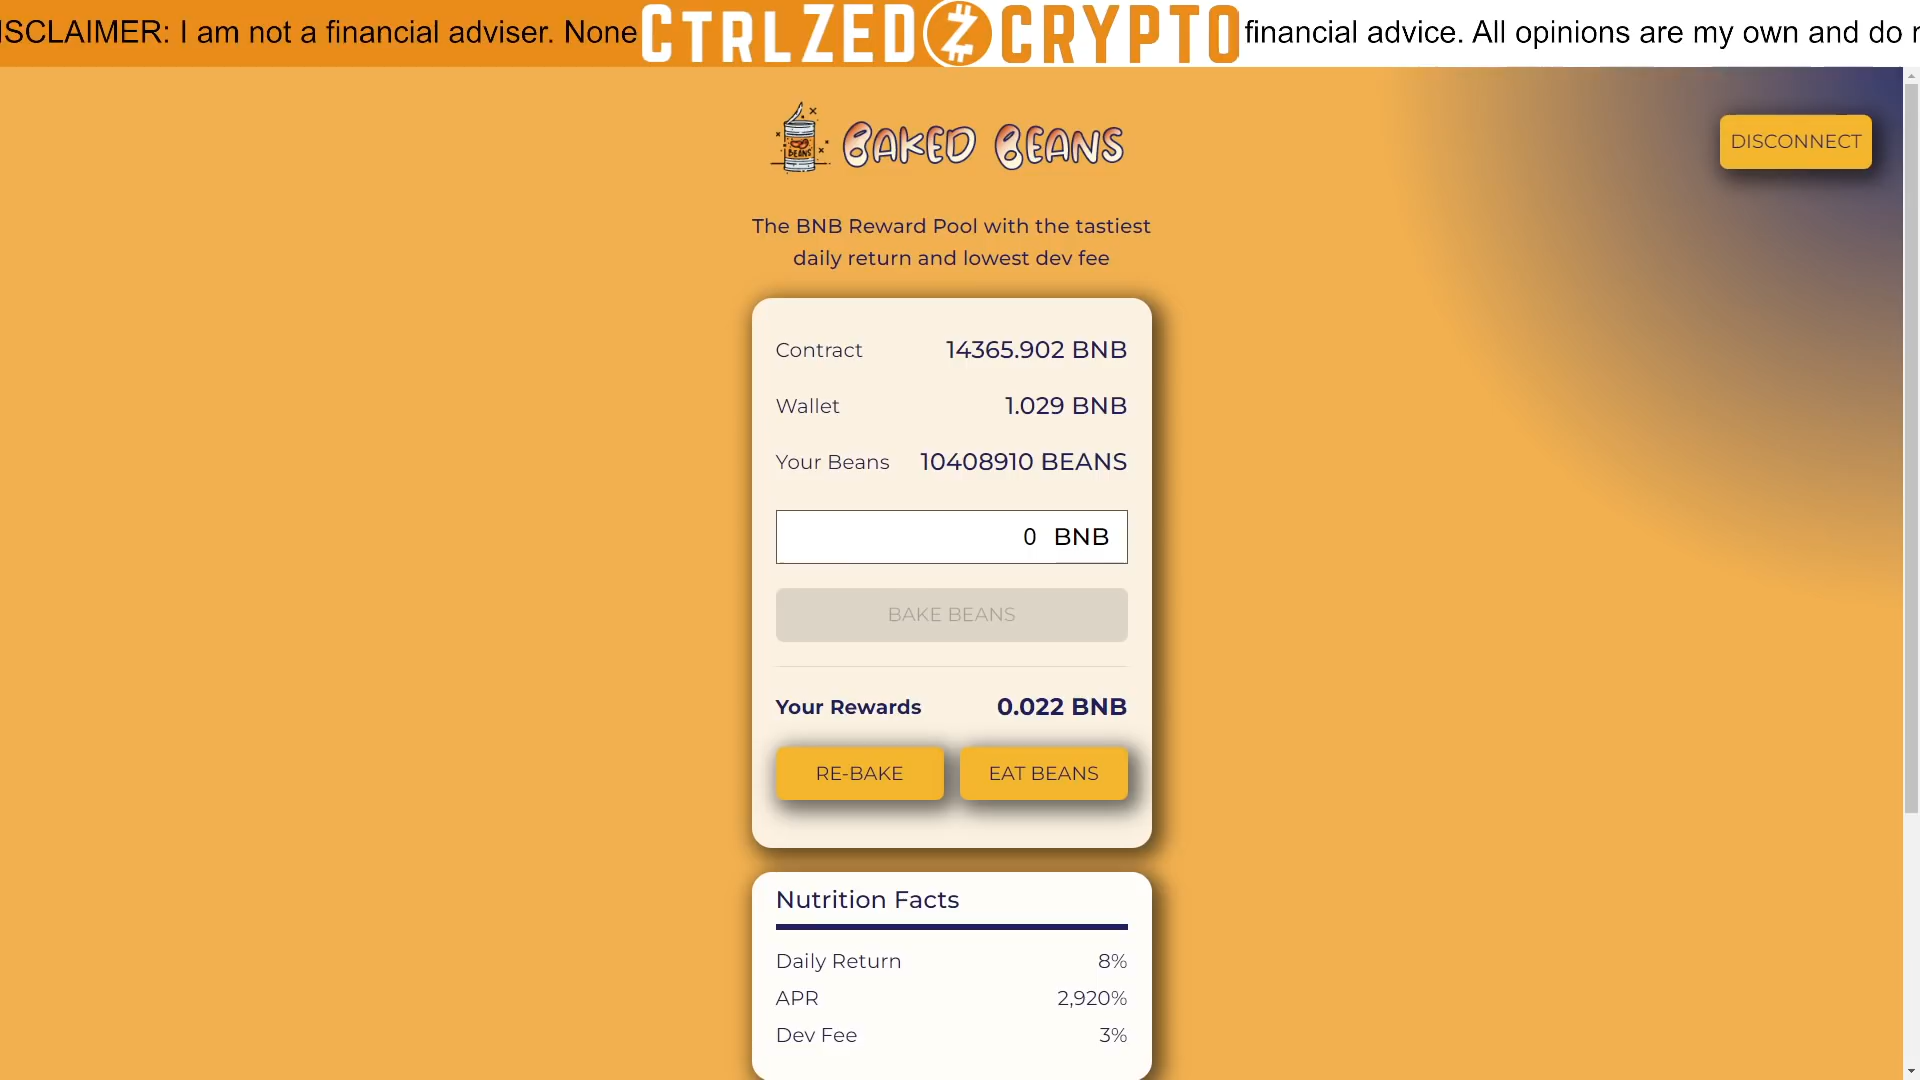 ISCLAIMER: I am not a financial adviser. None
CTRLZED CRYPTO
financial advice. All opinions are my own and do
BEANS
BAKED BEANS
DISCONNECT
The BNB Reward Pool with the tastiest
daily return and lowest dev fee
Contract 14365.902 BNB
Wallet 1.029 BNB
Your Beans 10408910 BEANS
0 BNB
BAKE BEANS
Your Rewards 0.022 BNB
RE-BAKE EAT BEANS
Nutrition Facts
Daily Return 8%
APR 2,920%
Dev Fee 3%